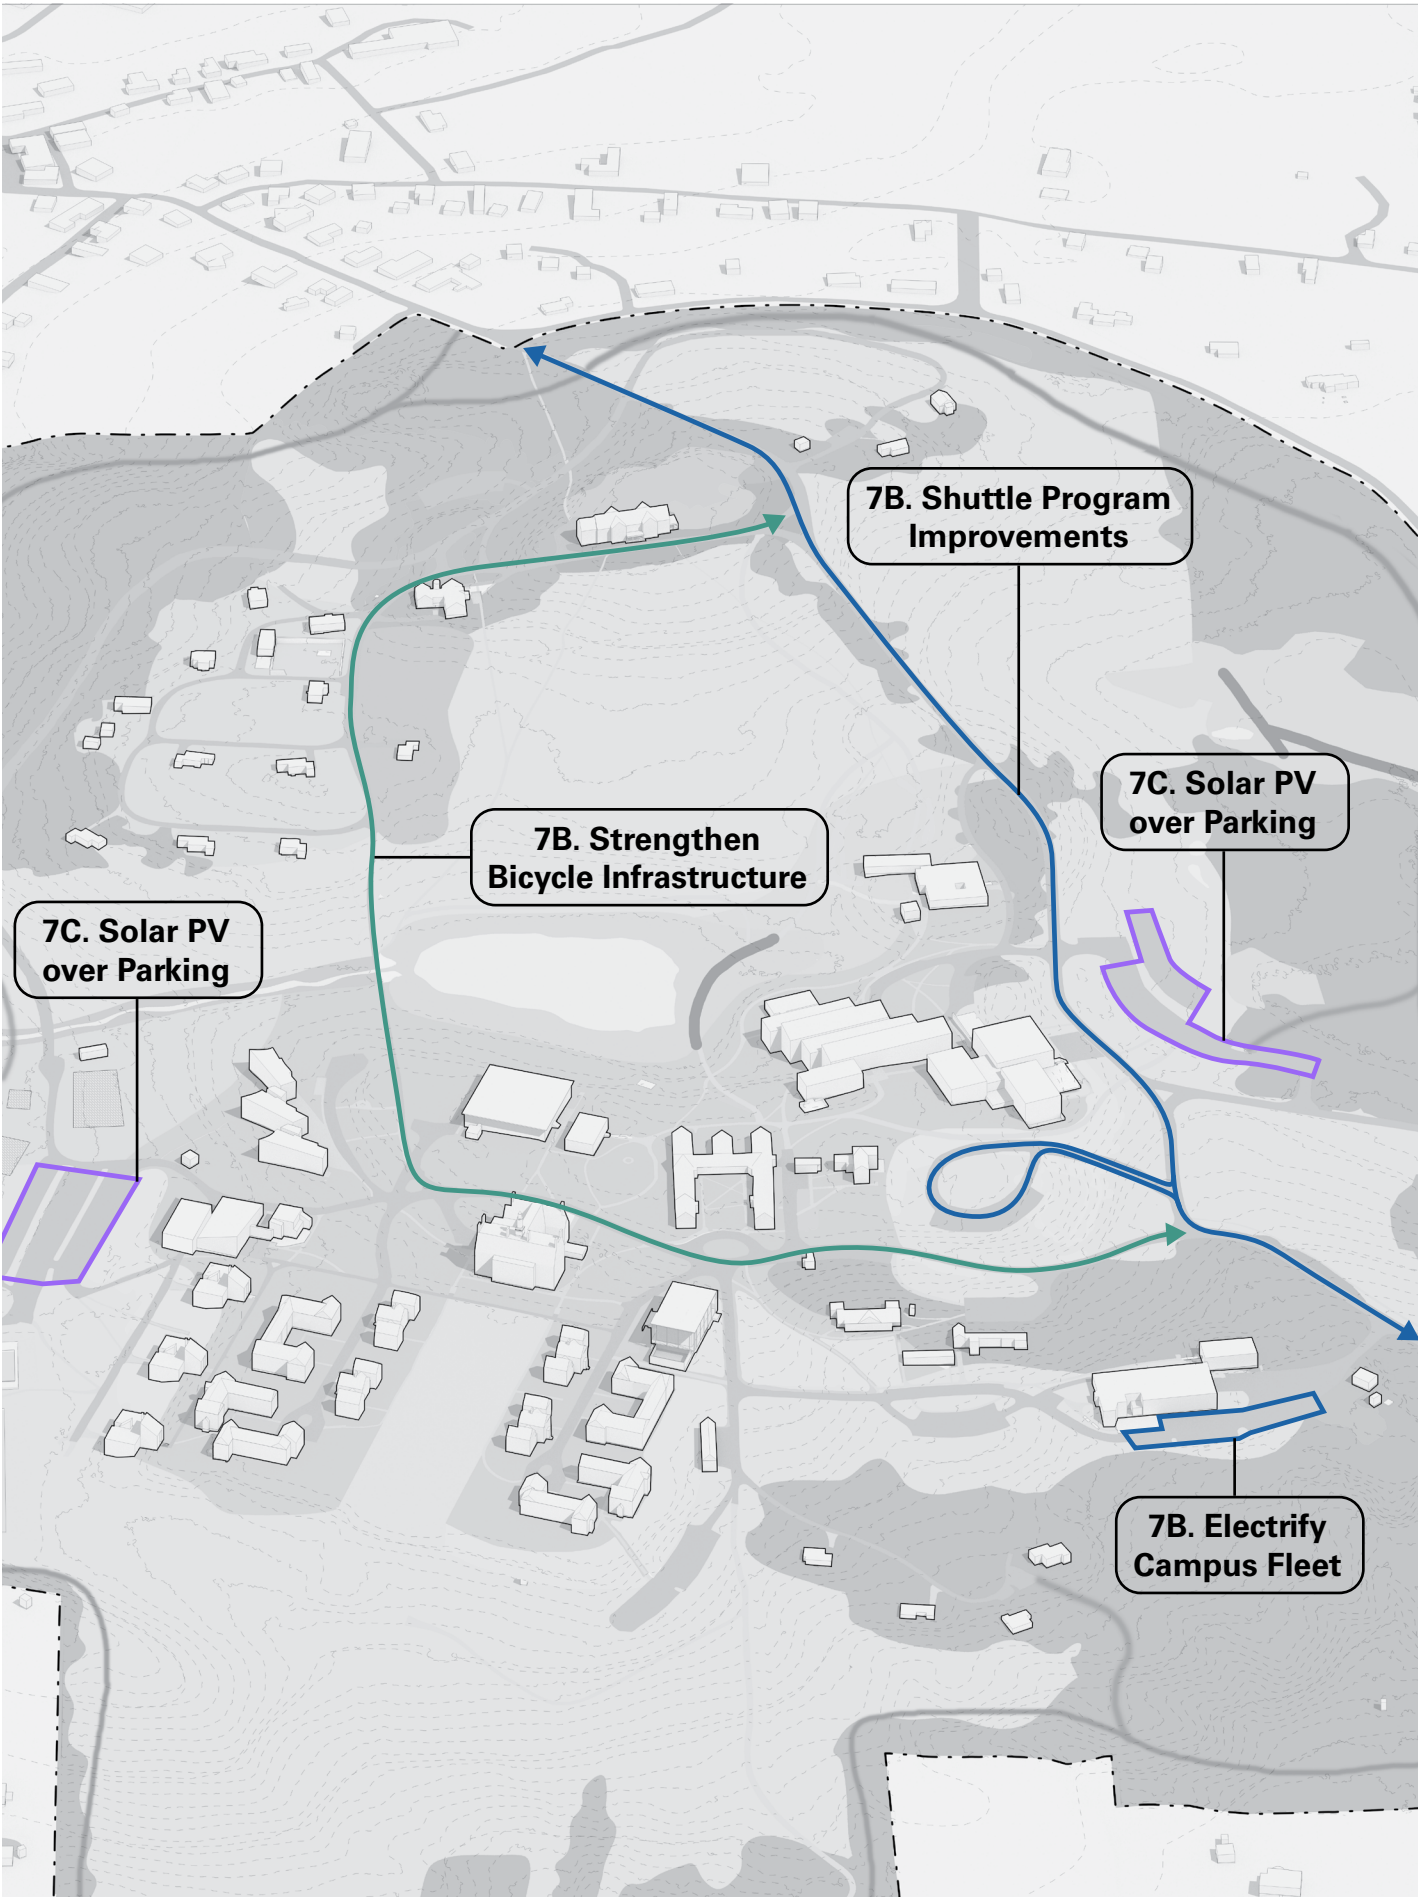 7B. Shuttle Program
Improvements
7C. Solar PV
over Parking
7B. Strengthen
Bicycle Infrastructure
7C. Solar PV
over Parking
7B. Electrify
Campus Fleet